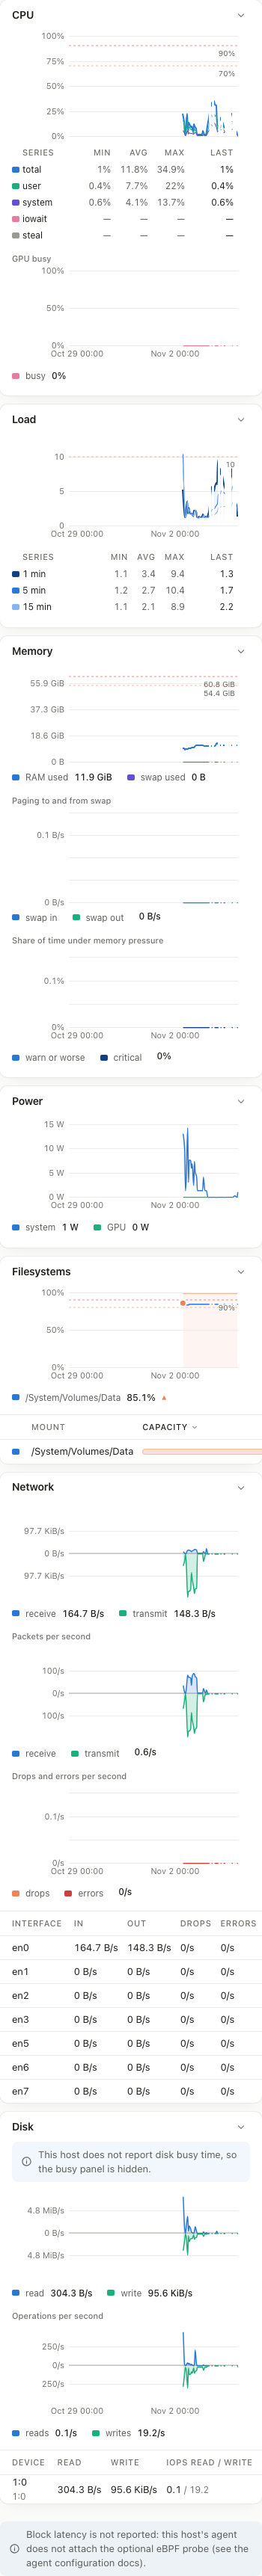 CPU
100%
75%
50%
25%
0%
90%
70%
SERIES MIN AVG MAX LAST
total 1% 11.8% 34.9% 1%
user 0.4% 7.7% 22% 0.4%
system 0.6% 4.1% 13.7% 0.6%
iowait — — — —
steal — — — —
GPU busy
100%
50%
0%
Oct 29 00:00 Nov 2 00:00
busy 0%
Load
10
5
0
10
Oct 29 00:00 Nov 2 00:00
SERIES MIN AVG MAX LAST
1 min 1.1 3.4 9.4 1.3
5 min 1.2 2.7 10.4 1.7
15 min 1.1 2.1 8.9 2.2
Memory
55.9 GiB
37.3 GiB
18.6 GiB
0 B
60.8 GiB
54.4 GiB
RAM used 11.9 GiB swap used 0 B
Paging to and from swap
0.1 B/s
0 B/s
swap in swap out 0 B/s
Share of time under memory pressure
0.1%
0%
Oct 29 00:00 Nov 2 00:00
warn or worse critical 0%
Power
15 W
10 W
5 W
0 W
Oct 29 00:00 Nov 2 00:00
system 1 W GPU 0 W
Filesystems
100%
50%
0%
90%
Oct 29 00:00 Nov 2 00:00
/System/Volumes/Data 85.1% ▲
MOUNT CAPACITY
/System/Volumes/Data
Network
97.7 KiB/s
0 B/s
97.7 KiB/s
receive 164.7 B/s transmit 148.3 B/s
Packets per second
100/s
0/s
100/s
receive transmit 0.6/s
Drops and errors per second
0.1/s
0/s
Oct 29 00:00 Nov 2 00:00
drops errors 0/s
INTERFACE IN OUT DROPS ERRORS
en0 164.7 B/s 148.3 B/s 0/s 0/s
en1 0 B/s 0 B/s 0/s 0/s
en2 0 B/s 0 B/s 0/s 0/s
en3 0 B/s 0 B/s 0/s 0/s
en5 0 B/s 0 B/s 0/s 0/s
en6 0 B/s 0 B/s 0/s 0/s
en7 0 B/s 0 B/s 0/s 0/s
Disk
This host does not report disk busy time, so
the busy panel is hidden.
4.8 MiB/s
0 B/s
4.8 MiB/s
read 304.3 B/s write 95.6 KiB/s
Operations per second
250/s
0/s
250/s
Oct 29 00:00 Nov 2 00:00
reads 0.1/s writes 19.2/s
DEVICE READ WRITE IOPS READ / WRITE
1:0
1:0
304.3 B/s 95.6 KiB/s 0.1 / 19.2
Block latency is not reported: this host's agent
does not attach the optional eBPF probe (see the
agent configuration docs).